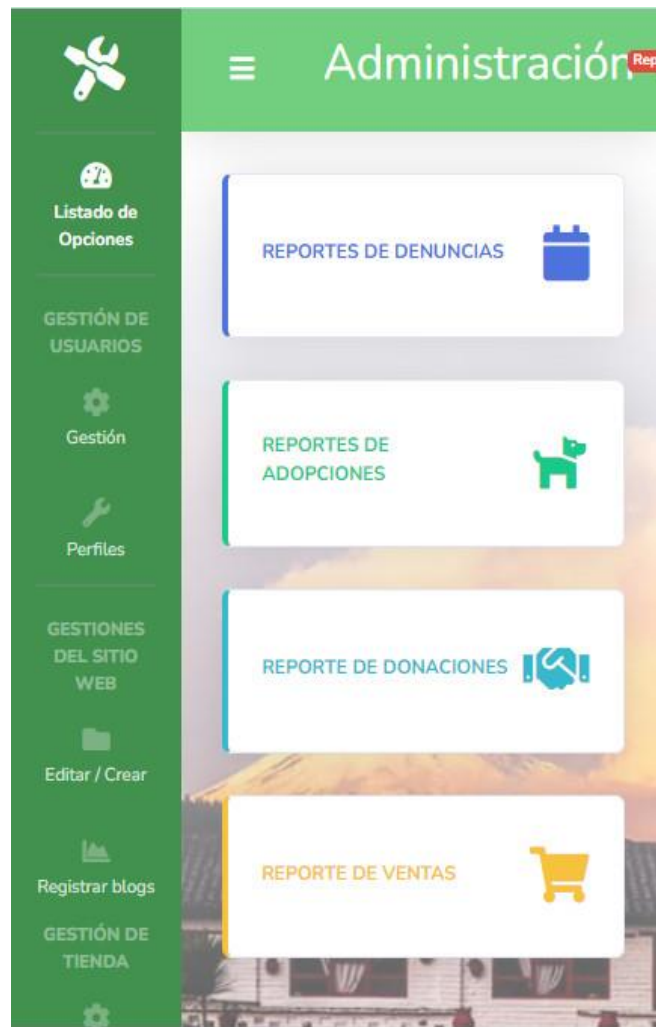 Administración
Rep
Listado de
Opciones
GESTIÓN DE
USUARIOS
Gestión
Perfiles
GESTIONES
DEL SITIO
WEB
Editar / Crear
Registrar blogs
GESTIÓN DE
TIENDA
REPORTES DE DENUNCIAS
REPORTES DE
ADOPCIONES
REPORTE DE DONACIONES
REPORTE DE VENTAS